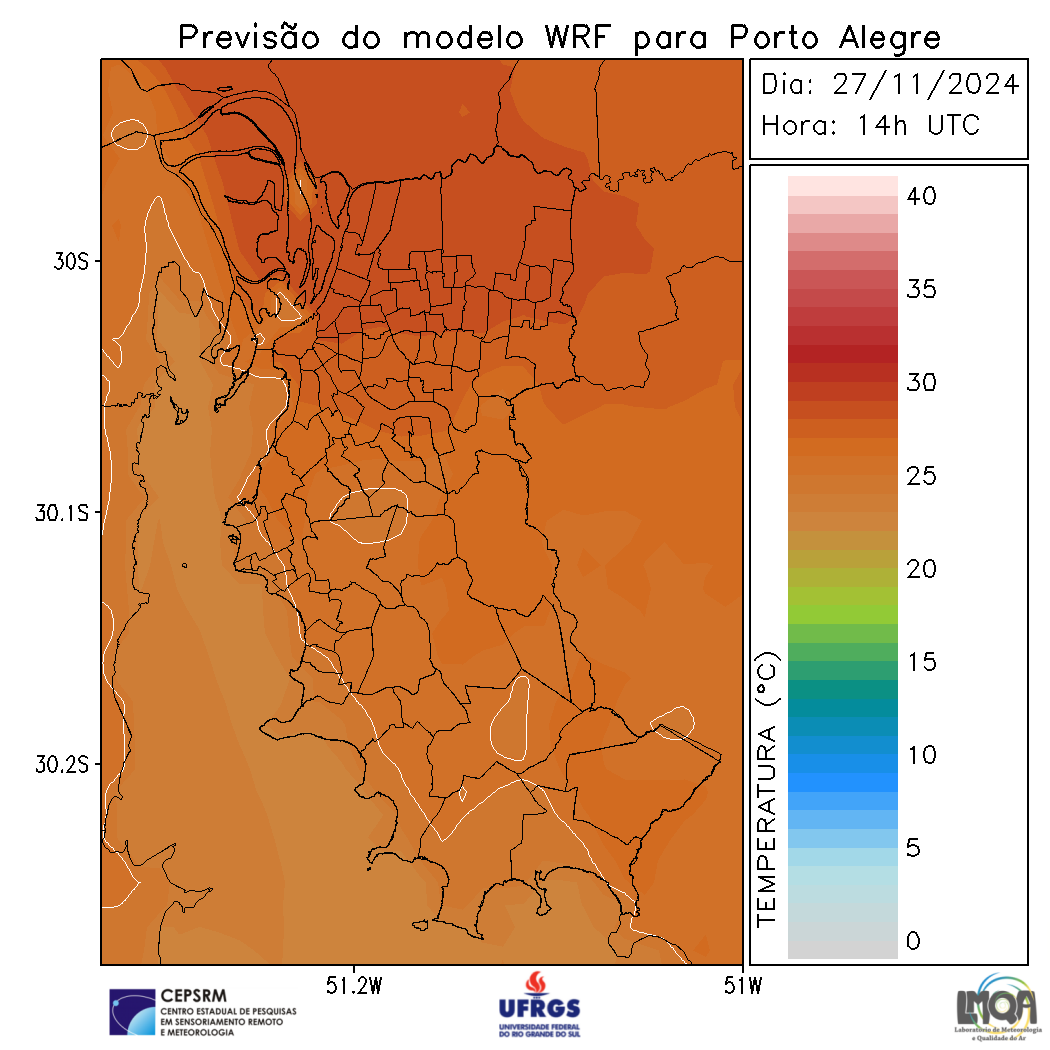 Previsão do modelo WRF para Porto Alegre
Dia: 27/11/2024
Hora: 14h UTC
40
35
30
25
20
15
10
5
0
TEMPERATURA (°C)
30S
30.1S
30.2S
51.2W
51W
CEPSRM
CENTRO ESTADUAL DE PESQUISAS
EM SENSORIAMENTO REMOTO
E METEOROLOGIA
UFRGS
UNIVERSIDADE FEDERAL
DO RIO GRANDE DO SUL
LMQA
Laboratório de Meteorologia
e Qualidade do Ar